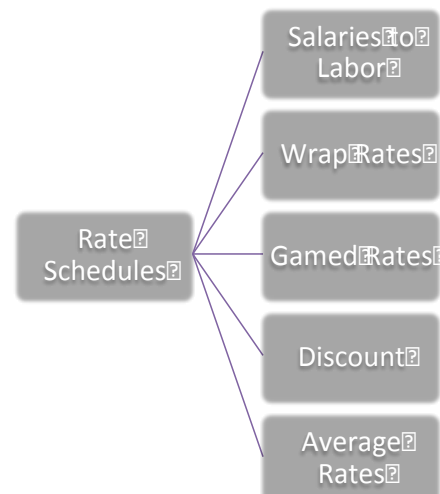 Salaries⍰to⍰
Labor⍰
Wrap⍰Rates⍰
Rate⍰
Schedules⍰
Gamed⍰Rates⍰
Discount⍰
Average⍰
Rates⍰